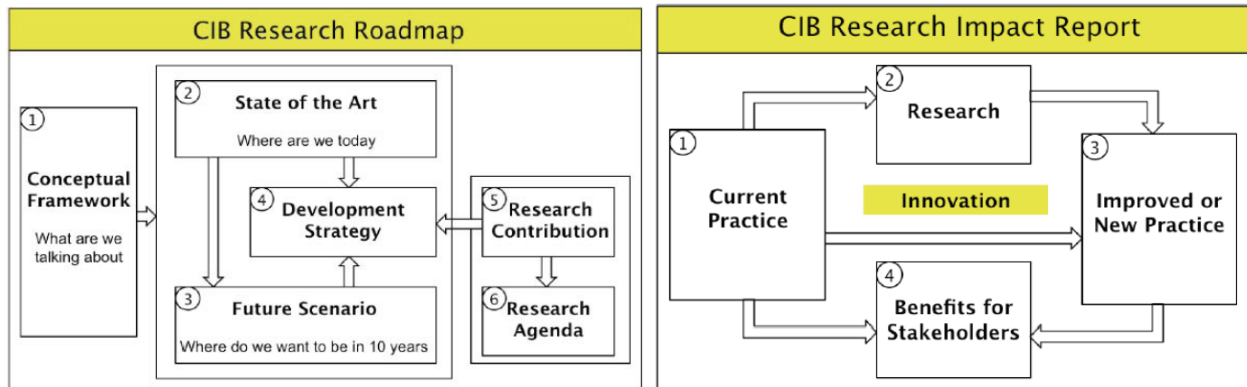 CIB Research Roadmap
1
Conceptual
Framework
What are we
talking about
2
State of the Art
Where are we today
4
Development
Strategy
3
Future Scenario
Where do we want to be in 10 years
5
Research
Contribution
6
Research
Agenda
CIB Research Impact Report
1
Current
Practice
2
Research
Innovation
3
Improved or
New Practice
4
Benefits for
Stakeholders